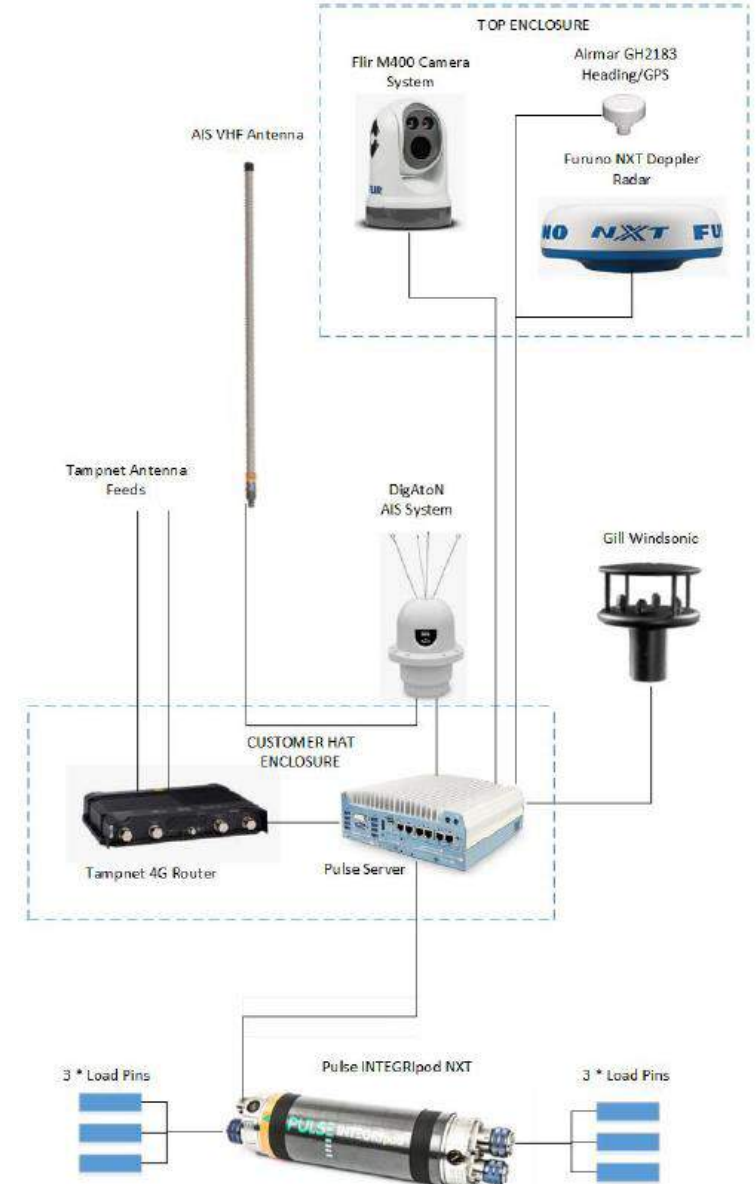 TOP ENCLOSURE
Flir M400 Camera
System
Airmar GH2183
Heading/GPS
AIS VHF Antenna
Furuno NXT Doppler
Radar
NXT
Tampnet Antenna
Feeds
DigAtoN
AIS System
Gill Windsonic
CUSTOMER HAT
ENCLOSURE
Tampnet 4G Router
Pulse Server
3 * Load Pins
Pulse INTEGRIpod NXT
3 * Load Pins
PULSE INTEGRIpod